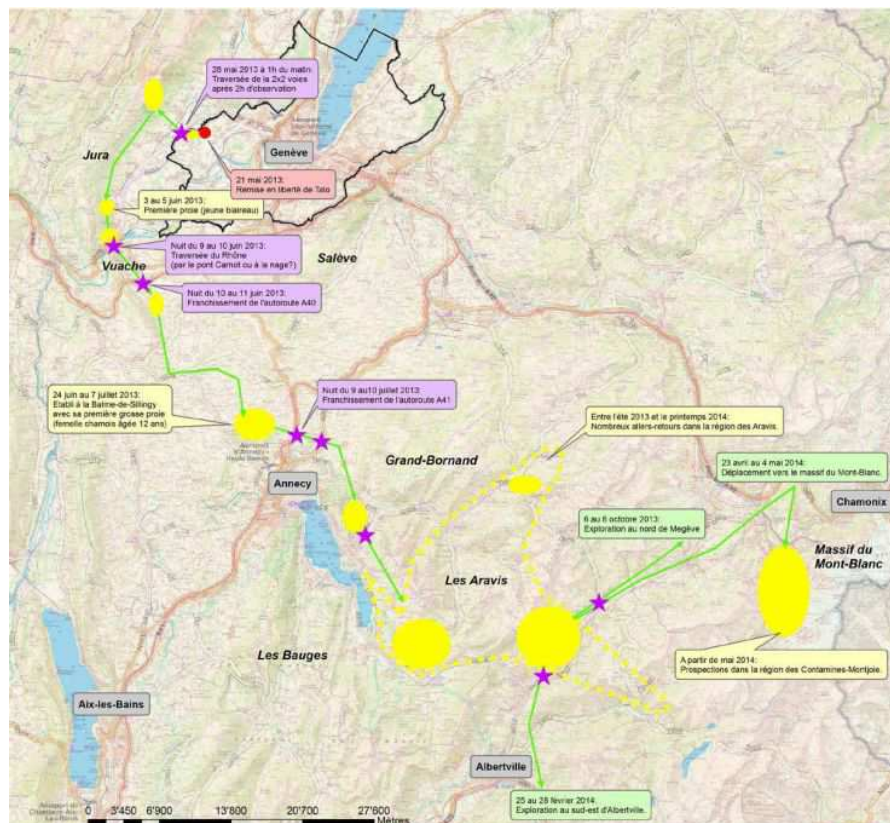 28 mai 2013 à 1h du matin:
Traversée de la 2x2 voies
après 2h d'observation
Jura
Genève
21 mai 2013:
Remise en liberté de Talo
3 au 5 juin 2013:
Première proie (jeune blaireau)
Nuit du 9 au 10 juin 2013:
Traversée du Rhône
(par le pont Carnot ou à la nage?)
Vuache
Salève
Nuit du 10 au 11 juin 2013:
Franchissement de l'autoroute A40
24 juin au 7 juillet 2013:
Etabli à la Balme-de-Sillingy
avec sa première grosse proie
(femelle chamois âgée 12 ans)
Nuit du 9 au10 juillet 2013:
Franchissement de l'autoroute A41
Entre l'été 2013 et le printemps 2014:
Nombreux allers-retours dans la région des Aravis.
Grand-Bornand
23 avril au 4 mai 2014:
Déplacement vers le massif du Mont-Blanc.
Annecy
Chamonix
6 au 8 octobre 2013:
Exploration au nord de Megève
Massif du
Mont-Blanc
Les Aravis
Les Bauges
A partir de mai 2014:
Prospections dans la région des Contamines-Montjoie.
Aix-les-Bains
Albertville
25 au 28 février 2014:
Exploration au sud-est d'Albertville.
0 3'450 6'900 13'800 20'700 27'600
Mètres